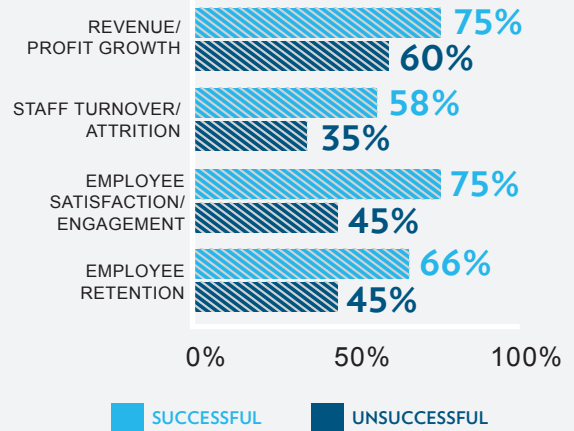 REVENUE/
PROFIT GROWTH
75%
60%
STAFF TURNOVER/
ATTRITION
58%
35%
EMPLOYEE
SATISFACTION/
ENGAGEMENT
75%
45%
EMPLOYEE
RETENTION
66%
45%
0% 50% 100%
SUCCESSFUL UNSUCCESSFUL